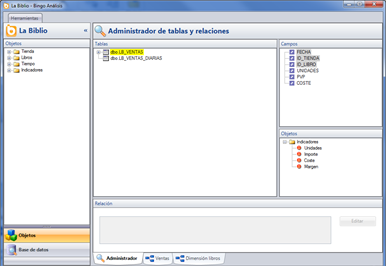 La Biblio - Bingo Análisis
Herramientas
La Biblio «
Objetos
Tienda
Libros
Tiempo
Indicadores
Objetos
Base de datos
Administrador de tablas y relaciones
Tablas
dbo.LB_VENTAS
dbo.LB_VENTAS_DIARIAS
Campos
FECHA
ID_TIENDA
ID_LIBRO
UNIDADES
PVP
COSTE
Objetos
Indicadores
Unidades
Importe
Coste
Margen
Relación
Editar
Administrador
Ventas
Dimensión libros